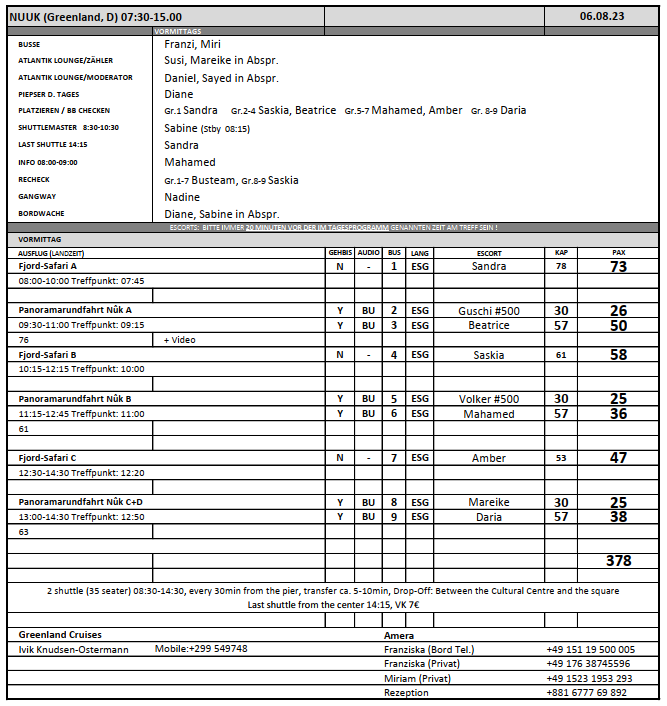 NUUK (Greenland, D) 07:30-15.00 06.08.23
VORMITTAGS
BUSSE Franzi, Miri
ATLANTIK LOUNGE/ZÄHLER Susi, Mareike in Abspr.
ATLANTIK LOUNGE/MODERATOR Daniel, Sayed in Abspr.
PIEPSER D. TAGES Diane
PLATZIEREN / BB CHECKEN Gr.1 Sandra Gr.2-4 Saskia, Beatrice Gr.5-7 Mahamed, Amber Gr. 8-9 Daria
SHUTTLEMASTER 8:30-10:30 Sabine (Stby 08:15)
LAST SHUTTLE 14:15 Sandra
INFO 08:00-09:00 Mahamed
RECHECK Gr.1-7 Busteam, Gr.8-9 Saskia
GANGWAY Nadine
BORDWACHE Diane, Sabine in Abspr.
ESCORTS: BITTE IMMER 20 MINUTEN VOR DER IM TAGESPROGRAMM GENANNTEN ZEIT AM TREFF SEIN !
VORMITTAG
AUSFLUG (LANDZEIT) GEHBIS AUDIO BUS LANG ESCORT KAP PAX
Fjord-Safari A N - 1 ESG Sandra 78 73
08:00-10:00 Treffpunkt: 07:45
Panoramarundfahrt Nûk A Y BU 2 ESG Guschi #500 30 26
09:30-11:00 Treffpunkt: 09:15 Y BU 3 ESG Beatrice 57 50
76 + Video
Fjord-Safari B N - 4 ESG Saskia 61 58
10:15-12:15 Treffpunkt: 10:00
Panoramarundfahrt Nûk B Y BU 5 ESG Volker #500 30 25
11:15-12:45 Treffpunkt: 11:00 Y BU 6 ESG Mahamed 57 36
61
Fjord-Safari C N - 7 ESG Amber 53 47
12:30-14:30 Treffpunkt: 12:20
Panoramarundfahrt Nûk C+D Y BU 8 ESG Mareike 30 25
13:00-14:30 Treffpunkt: 12:50 Y BU 9 ESG Daria 57 38
63
378
2 shuttle (35 seater) 08:30-14:30, every 30min from the pier, transfer ca. 5-10min, Drop-Off: Between the Cultural Centre and the square
Last shuttle from the center 14:15, VK 7€
Greenland Cruises Amera
Ivik Knudsen-Ostermann Mobile:+299 549748 Franziska (Bord Tel.) +49 151 19 500 005
Franziska (Privat) +49 176 38745596
Miriam (Privat) +49 1523 1953 293
Rezeption +881 6777 69 892